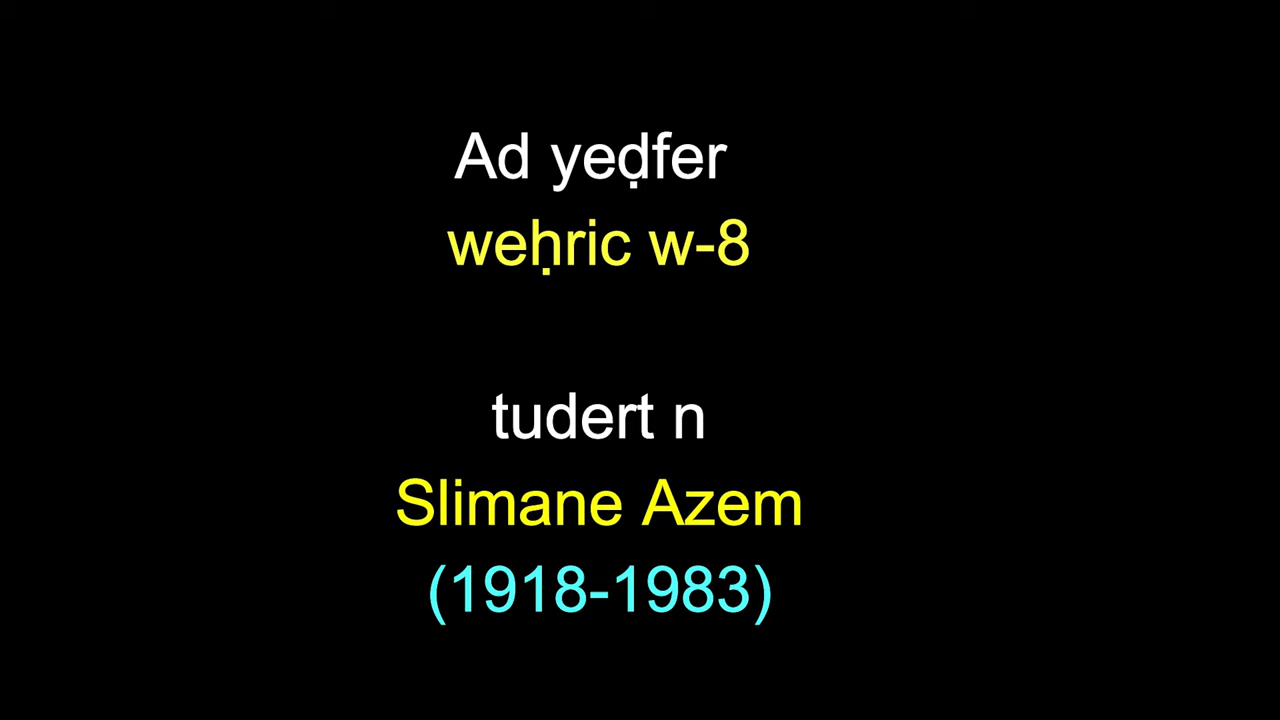 Ad yeḍfer
weḥric w-8
tudert n
Slimane Azem
(1918-1983)